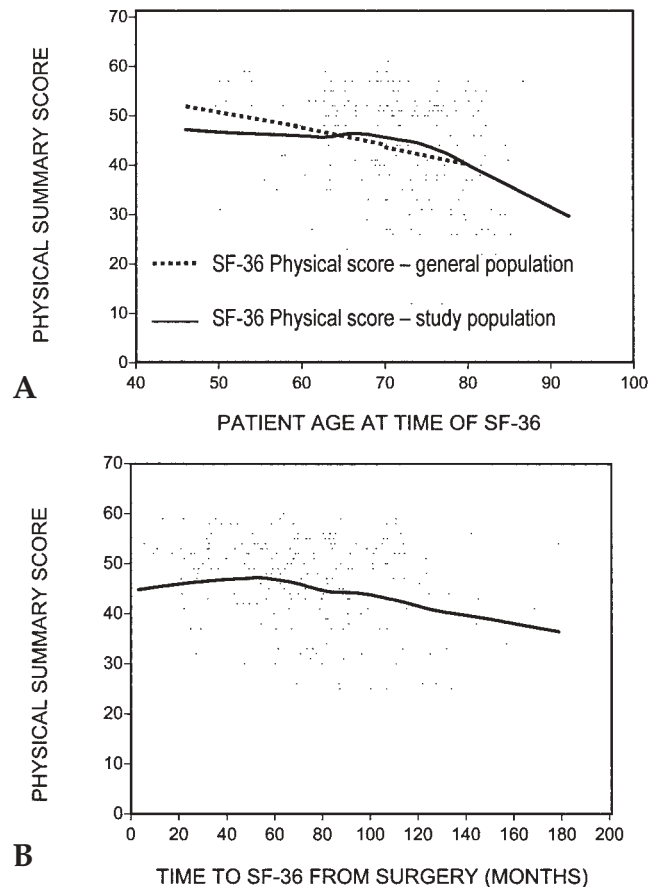 70
60
50
40
30
20
10
0
PHYSICAL SUMMARY SCORE
SF-36 Physical score – general population
SF-36 Physical score – study population
40 50 60 70 80 90 100
A
PATIENT AGE AT TIME OF SF-36
70
60
50
40
30
20
10
0
PHYSICAL SUMMARY SCORE
0 20 40 60 80 100 120 140 160 180 200
B
TIME TO SF-36 FROM SURGERY (MONTHS)